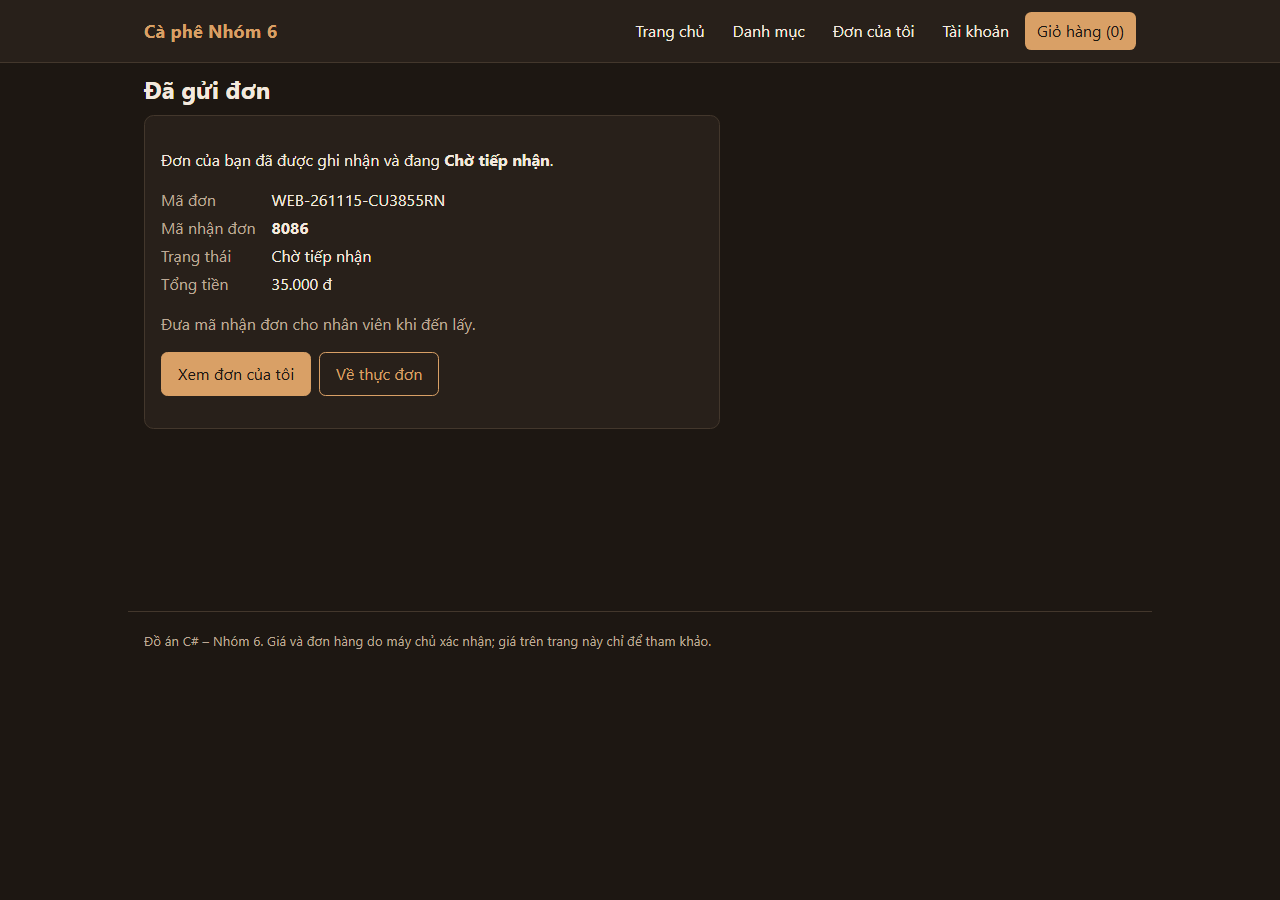 Cà phê Nhóm 6
Trang chủ Danh mục Đơn của tôi Tài khoản Giỏ hàng (0)
Đã gửi đơn
Đơn của bạn đã được ghi nhận và đang Chờ tiếp nhận.
Mã đơn WEB-261115-CU3855RN
Mã nhận đơn 8086
Trạng thái Chờ tiếp nhận
Tổng tiền 35.000 đ
Đưa mã nhận đơn cho nhân viên khi đến lấy.
Xem đơn của tôi Về thực đơn
Đồ án C# – Nhóm 6. Giá và đơn hàng do máy chủ xác nhận; giá trên trang này chỉ để tham khảo.